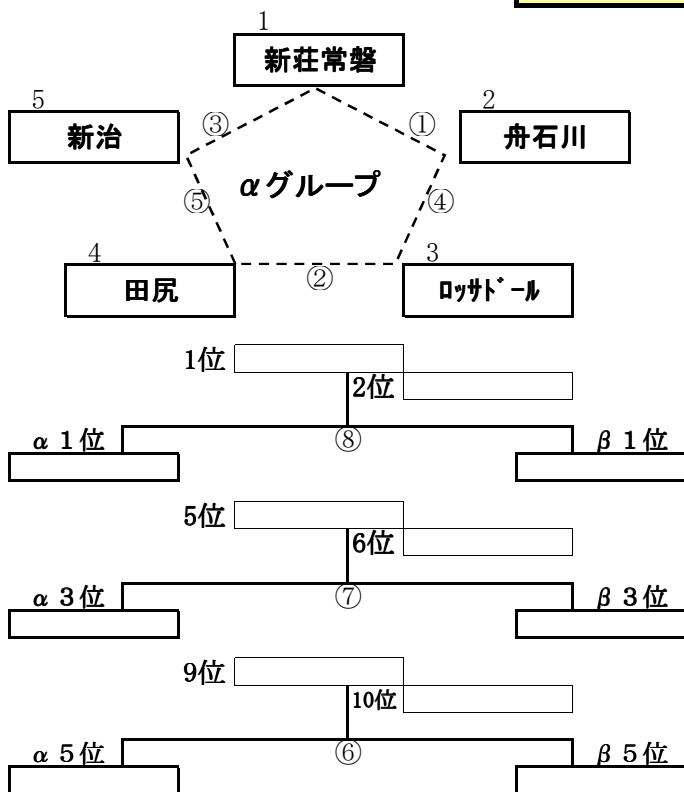 1
新荘常磐
5
2
新治
③
①
舟石川
αグループ
⑤
④
4
3
田尻
②
ﾛｯｻﾄﾞｰﾙ
1位
2位
α 1位
⑧
β 1位
5位
6位
α 3位
⑦
β 3位
9位
10位
α 5位
⑥
β 5位